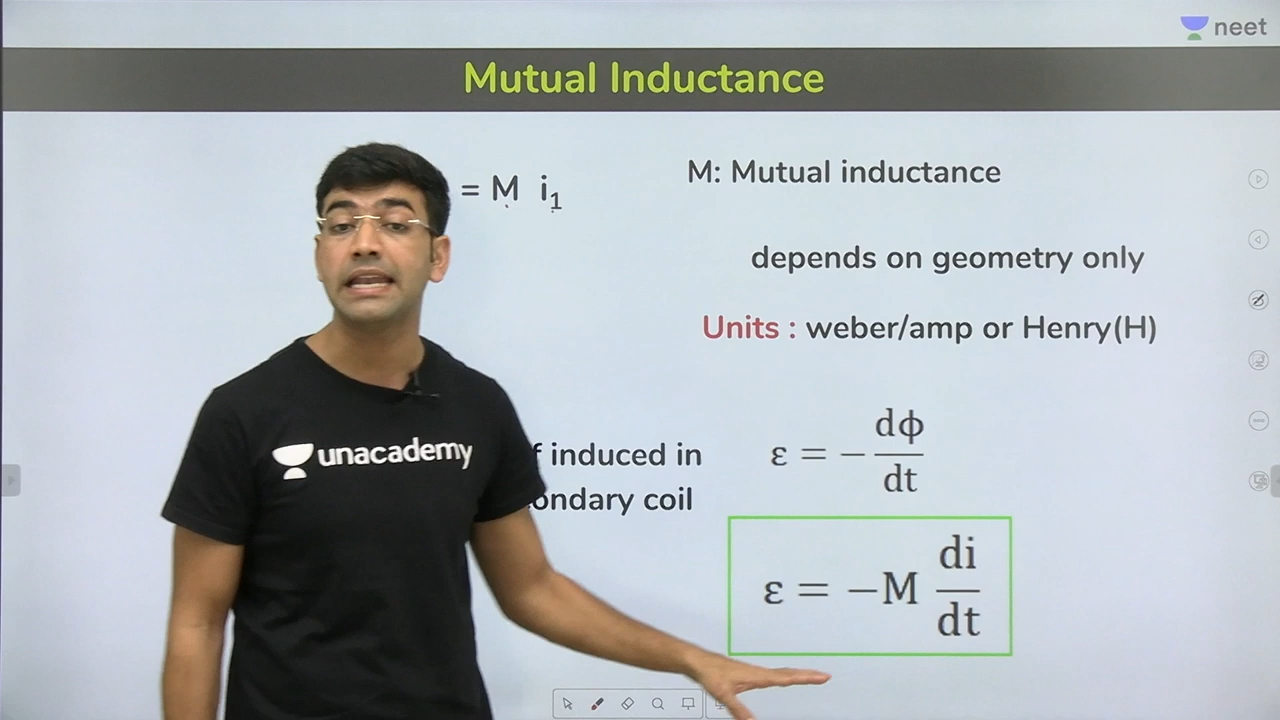 neet
Mutual Inductance
= M i₁
M: Mutual inductance
depends on geometry only
Units : weber/amp or Henry(H)
unacademy
induced in
coil
ε = − dϕ/dt
ε = −M di/dt